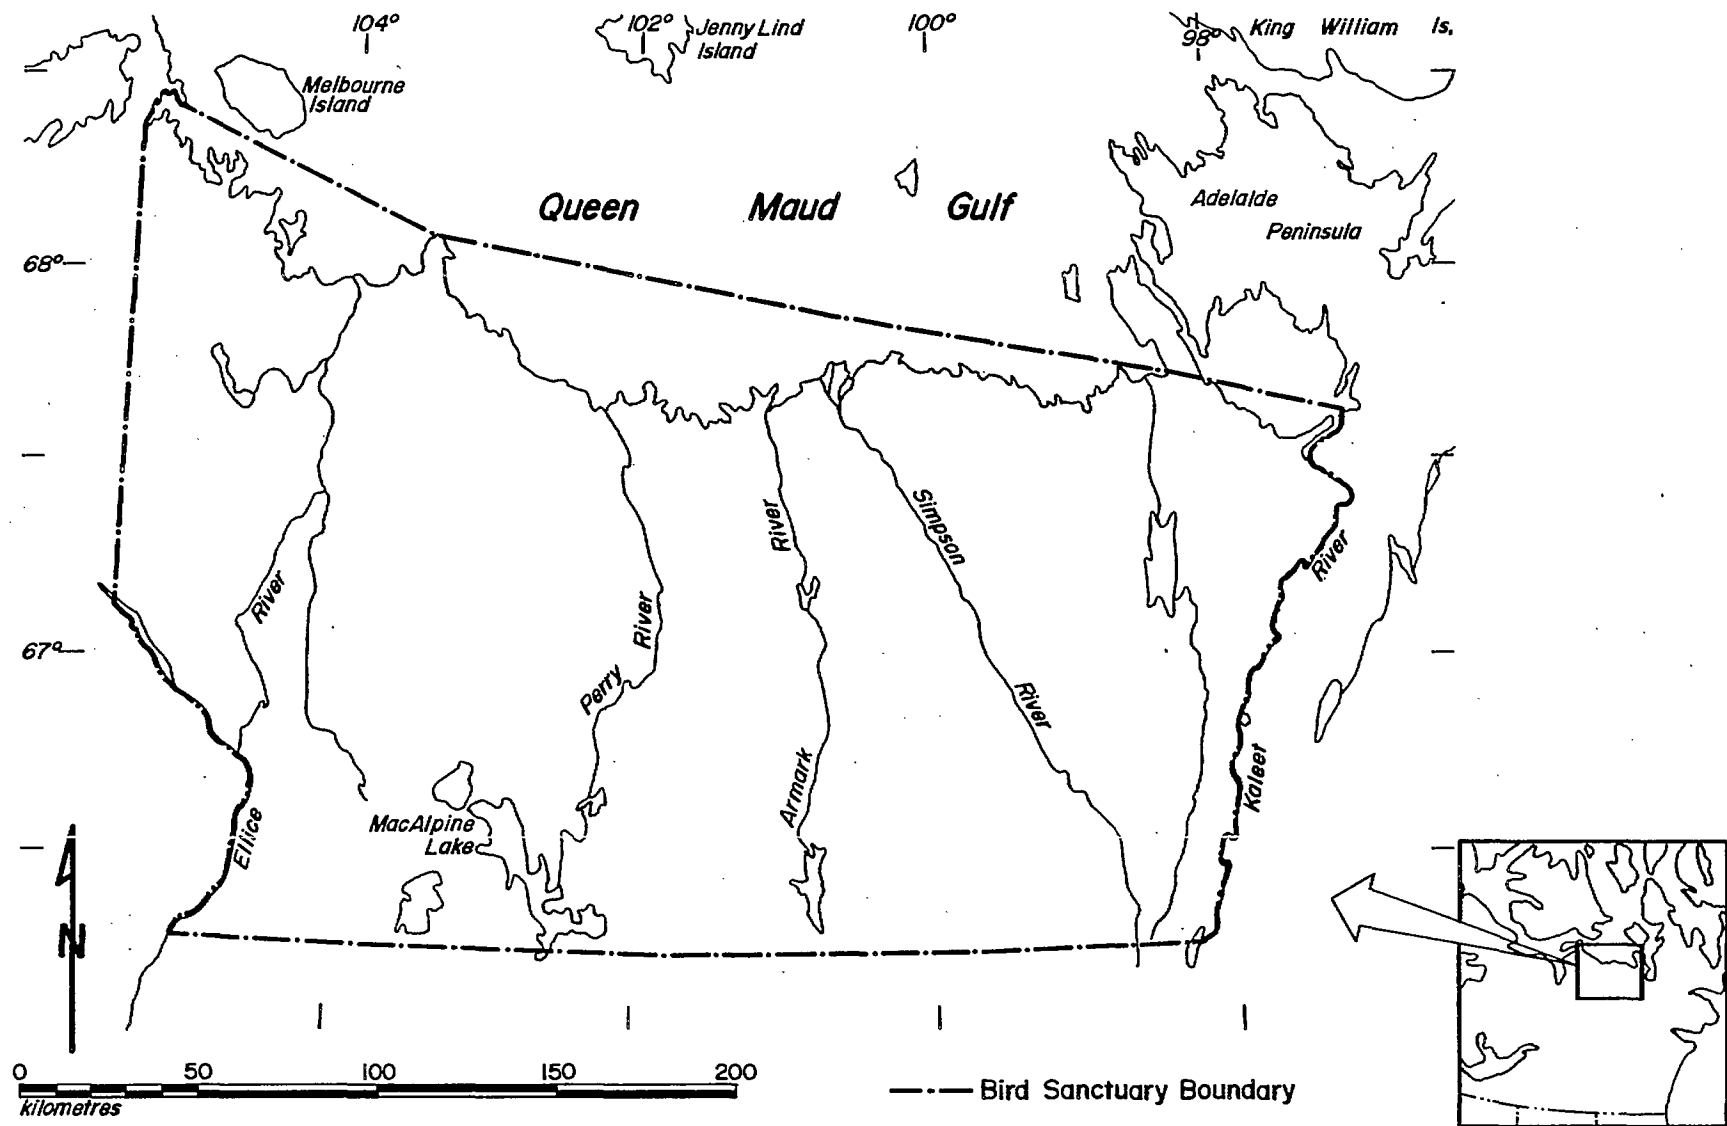 104°
102°
100°
98°
Jenny Lind
Island
King William Is.
Melbourne
Island
Queen Maud Gulf
Adelaide
Peninsula
68°
River
River
Simpson
River
River
River
67°
Perry
River
Armark
Kaleet
MacAlpine
Lake
Ellice
N
0 50 100 150 200
kilometres
Bird Sanctuary Boundary